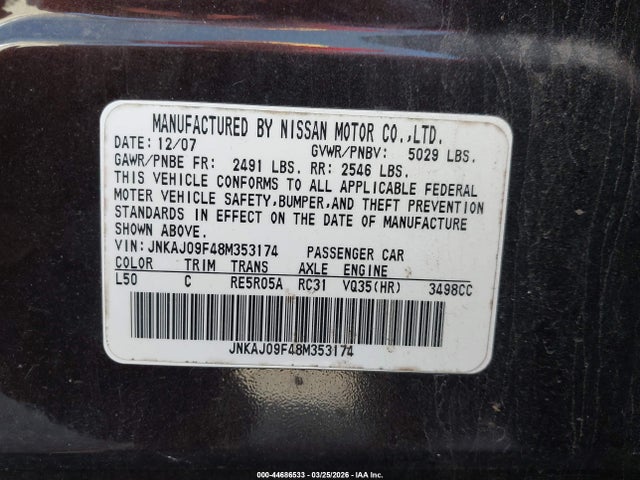 MANUFACTURED BY NISSAN MOTOR CO.,LTD.
DATE: 12/07 GVWR/PNBV: 5029 LBS.
GAWR/PNBE FR: 2491 LBS. RR: 2546 LBS.
THIS VEHICLE CONFORMS TO ALL APPLICABLE FEDERAL
MOTOR VEHICLE SAFETY,BUMPER,AND THEFT PREVENTION
STANDARDS IN EFFECT ON THE DATE OF MANUFACTURE
SHOWN ABOVE.
VIN: JNKAJ09F48M353174 PASSENGER CAR
COLOR TRIM TRANS AXLE ENGINE
L50 C RE5R05A RC31 VQ35(HR) 3498CC
JNKAJ09F48M353174
000-44686533 - 03/25/2026 - IAA Inc.